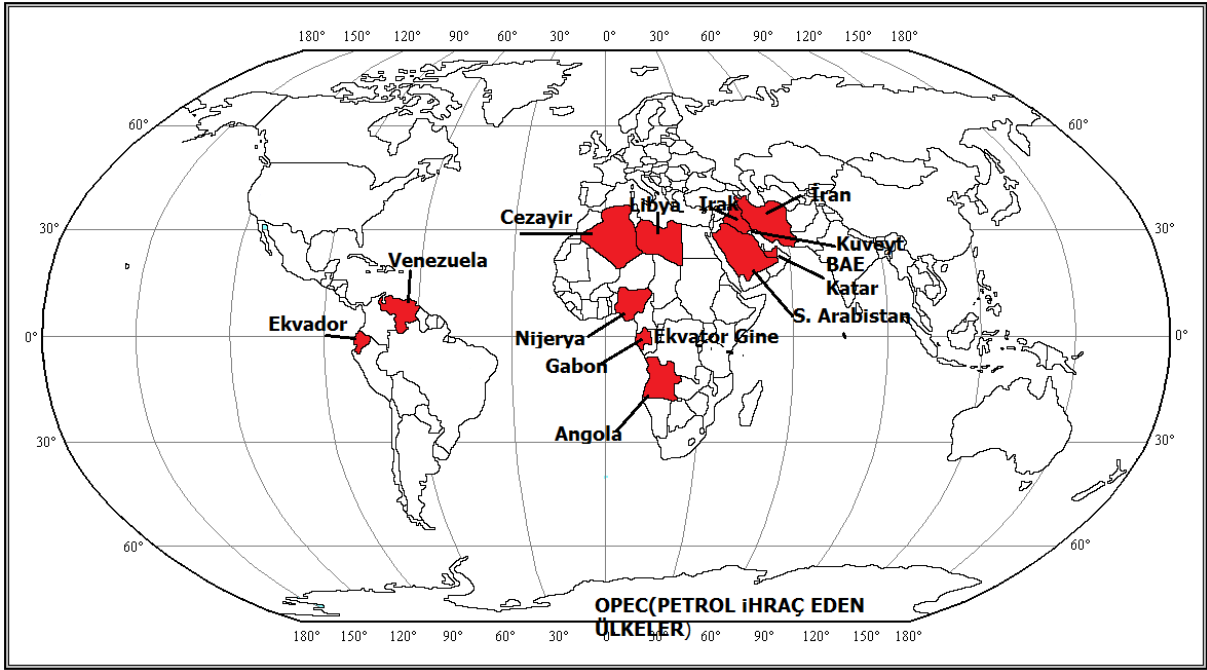 180° 150° 120° 90° 60° 30° 0° 30° 60° 90° 120° 150° 180°
60° 60°
İran
Libya Irak
Cezayir
30° 30°
Kuveyt
Venezuela BAE
Katar
S. Arabistan
Ekvador
0° Nijerya Ekvator Gine 0°
Gabon
Angola
30° 30°
60° 60°
OPEC(PETROL iHRAÇ EDEN
ÜLKELER)
180° 150° 120° 90° 60° 30° 0° 30° 60° 90° 120° 150° 180°